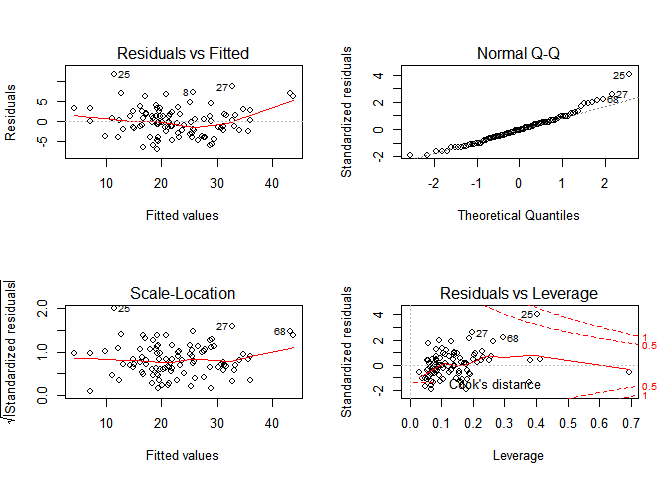 Residuals vs Fitted
Residuals
-5 0 5
25
8
27
10 20 30 40
Fitted values
Normal Q-Q
Standardized residuals
-2 0 2 4
25
27
68
-2 -1 0 1 2
Theoretical Quantiles
Scale-Location
√|Standardized residuals|
0.0 1.0 2.0
25
27
68
10 20 30 40
Fitted values
Residuals vs Leverage
Standardized residuals
-2 0 2 4
25
27
68
Cook's distance
1
0.5
0.5
1
0.0 0.1 0.2 0.3 0.4 0.5 0.6 0.7
Leverage